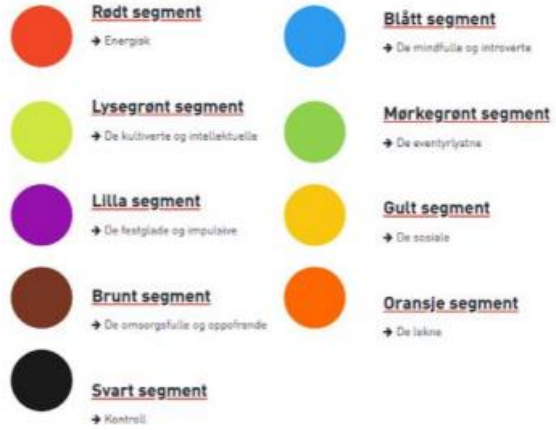 Rødt segment
→ Energisk
Blått segment
→ De mindfulle og introverte
Lysegrønt segment
→ De kultiverte og intellektuelle
Mørkegrønt segment
→ De eventyrlystne
Lilla segment
→ De festglade og impulsive
Gult segment
→ De sosiale
Brunt segment
→ De omsorgsfulle og oppofrende
Oransje segment
→ De lekne
Svart segment
→ Kontroll